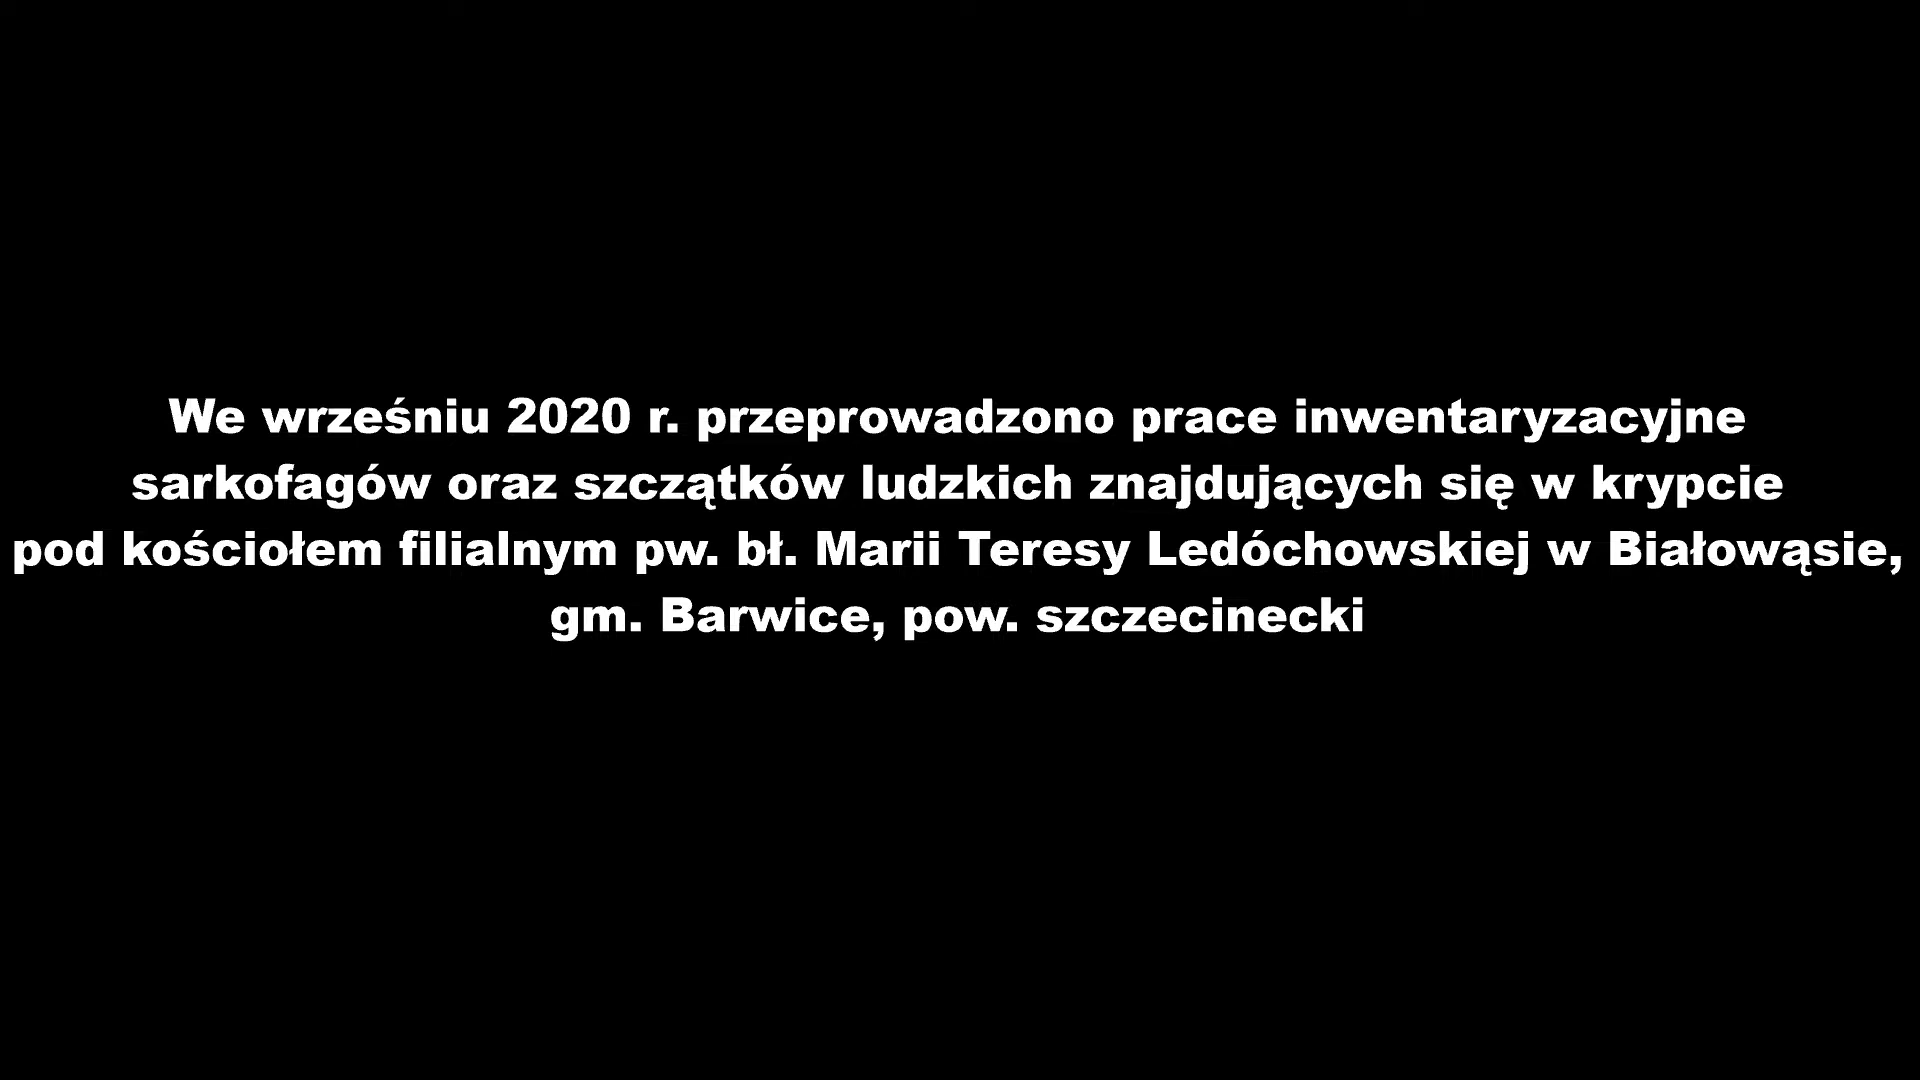 We wrześniu 2020 r. przeprowadzono prace inwentaryzacyjne
sarkofagów oraz szczątków ludzkich znajdujących się w krypcie
pod kościołem filialnym pw. bł. Marii Teresy Ledóchowskiej w Białowąsie,
gm. Barwice, pow. szczecinecki